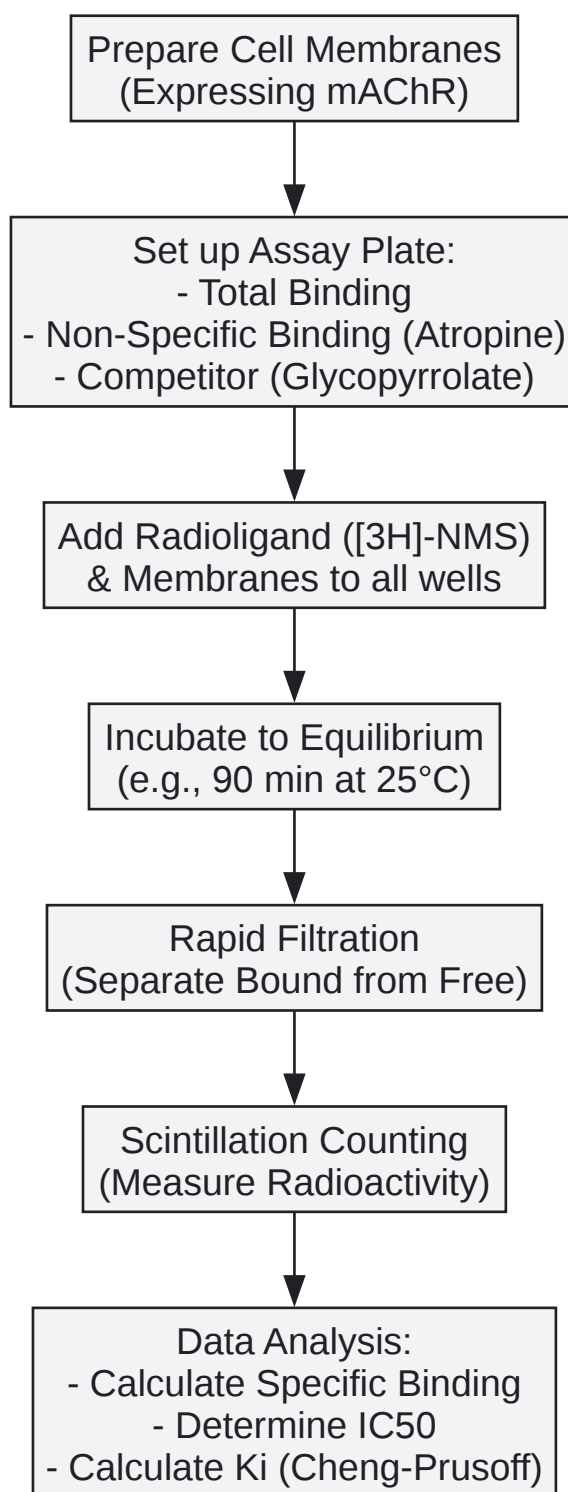 Prepare Cell Membranes
(Expressing mAChR)
Set up Assay Plate:
- Total Binding
- Non-Specific Binding (Atropine)
- Competitor (Glycopyrrolate)
Add Radioligand ([3H]-NMS)
& Membranes to all wells
Incubate to Equilibrium
(e.g., 90 min at 25°C)
Rapid Filtration
(Separate Bound from Free)
Scintillation Counting
(Measure Radioactivity)
Data Analysis:
- Calculate Specific Binding
- Determine IC50
- Calculate Ki (Cheng-Prusoff)